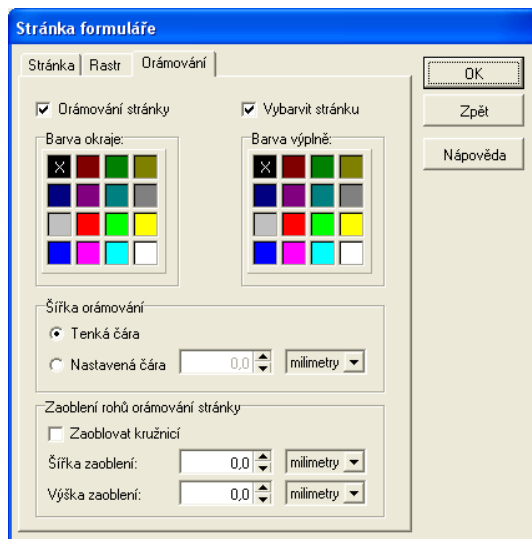 Stránka formuláře
Stránka Rastr Orámování
OK
Zpět
Nápověda
Orámování stránky Vybarvit stránku
Barva okraje: Barva výplně:
X X
Šířka orámování
Tenká čára
Nastavená čára 0,0 milimetry
Zaoblení rohů orámování stránky
Zaoblovat kružnicí
Šířka zaoblení: 0,0 milimetry
Výška zaoblení: 0,0 milimetry